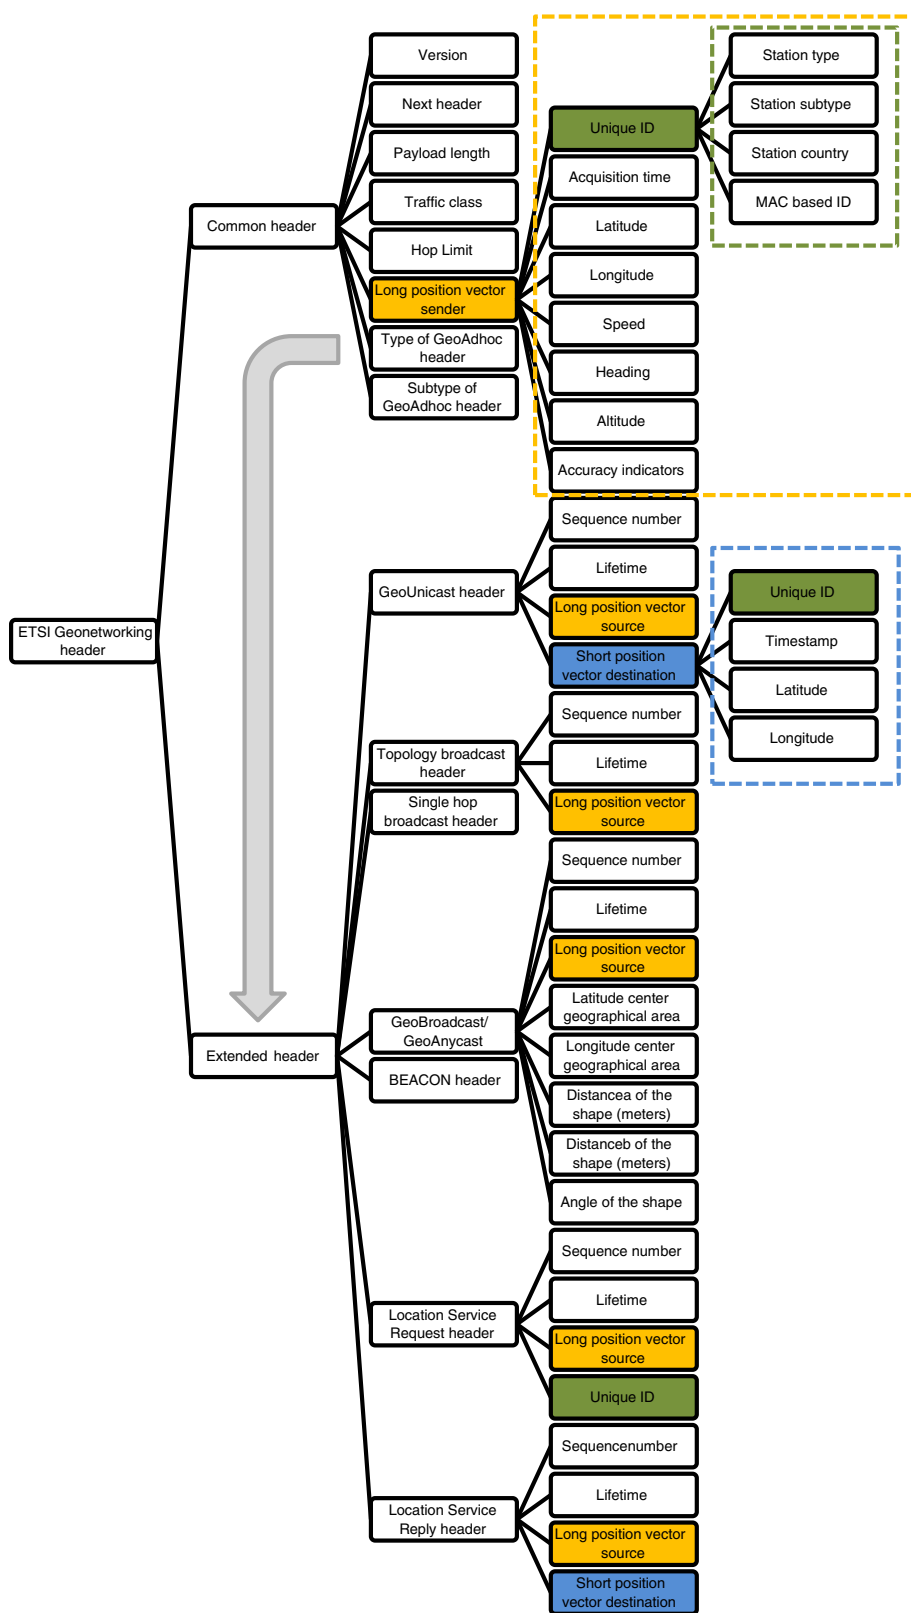 ETSI Geonetworking
header
Common header
Version
Next header
Payload length
Traffic class
Hop Limit
Long position vector
sender
Type of GeoAdhoc
header
Subtype of
GeoAdhoc header
Unique ID
Station type
Station subtype
Station country
MAC based ID
Acquisition time
Latitude
Longitude
Speed
Heading
Altitude
Accuracy indicators
Extended header
GeoUnicast header
Sequence number
Lifetime
Long position vector
source
Short position
vector destination
Unique ID
Timestamp
Latitude
Longitude
Topology broadcast
header
Sequence number
Lifetime
Long position vector
source
Single hop
broadcast header
GeoBroadcast/
GeoAnycast
Sequence number
Lifetime
Long position vector
source
Latitude center
geographical area
Longitude center
geographical area
Distancea of the
shape (meters)
Distanceb of the
shape (meters)
Angle of the shape
BEACON header
Location Service
Request header
Sequence number
Lifetime
Long position vector
source
Unique ID
Location Service
Reply header
Sequencenumber
Lifetime
Long position vector
source
Short position
vector destination